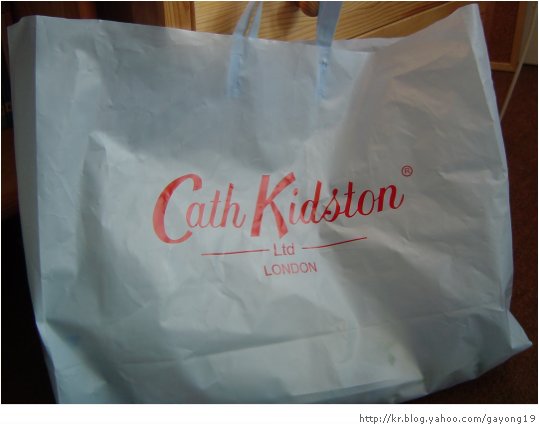 Cath Kidston®
Ltd
LONDON
http://kr.blog.yahoo.com/gayong19